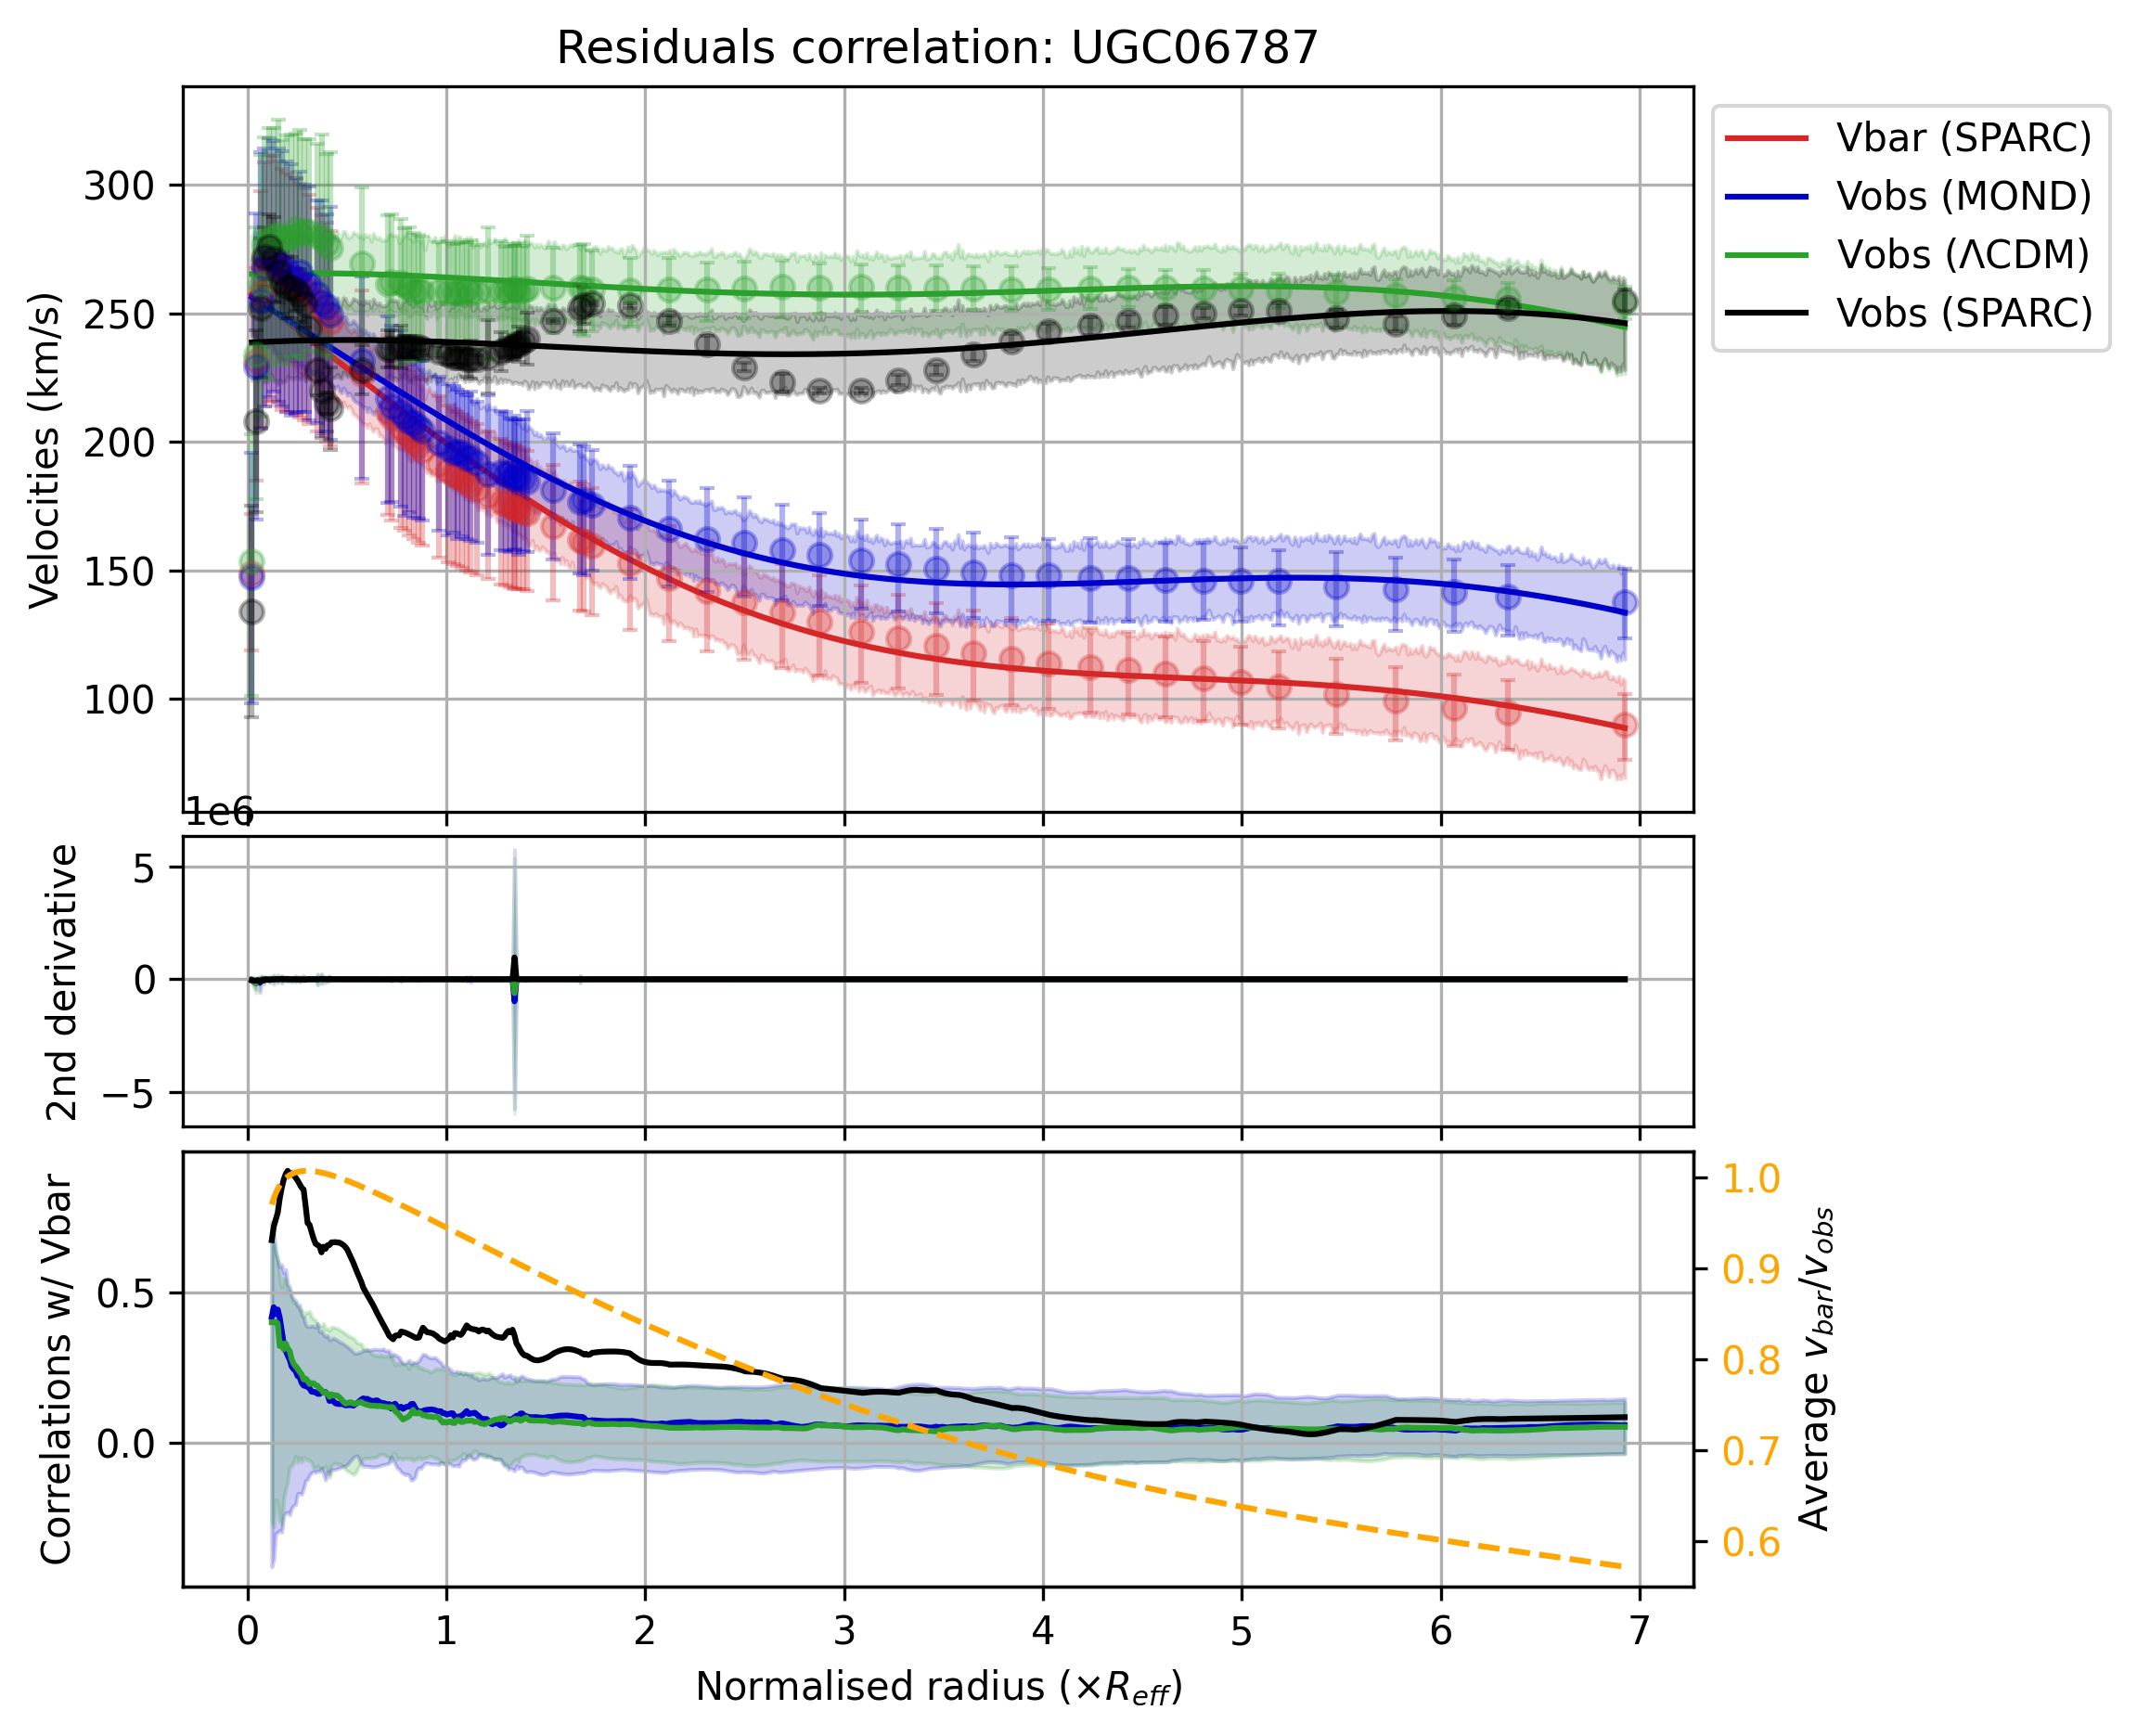 Residuals correlation: UGC06787
Velocities (km/s)
300
250
200
150
100
Vbar (SPARC)
Vobs (MOND)
Vobs (ΛCDM)
Vobs (SPARC)
1e6
2nd derivative
5
0
−5
Correlations w/ Vbar
0.5
0.0
1.0
0.9
0.8
0.7
0.6
Average v_bar/v_obs
0 1 2 3 4 5 6 7
Normalised radius (×R_eff)